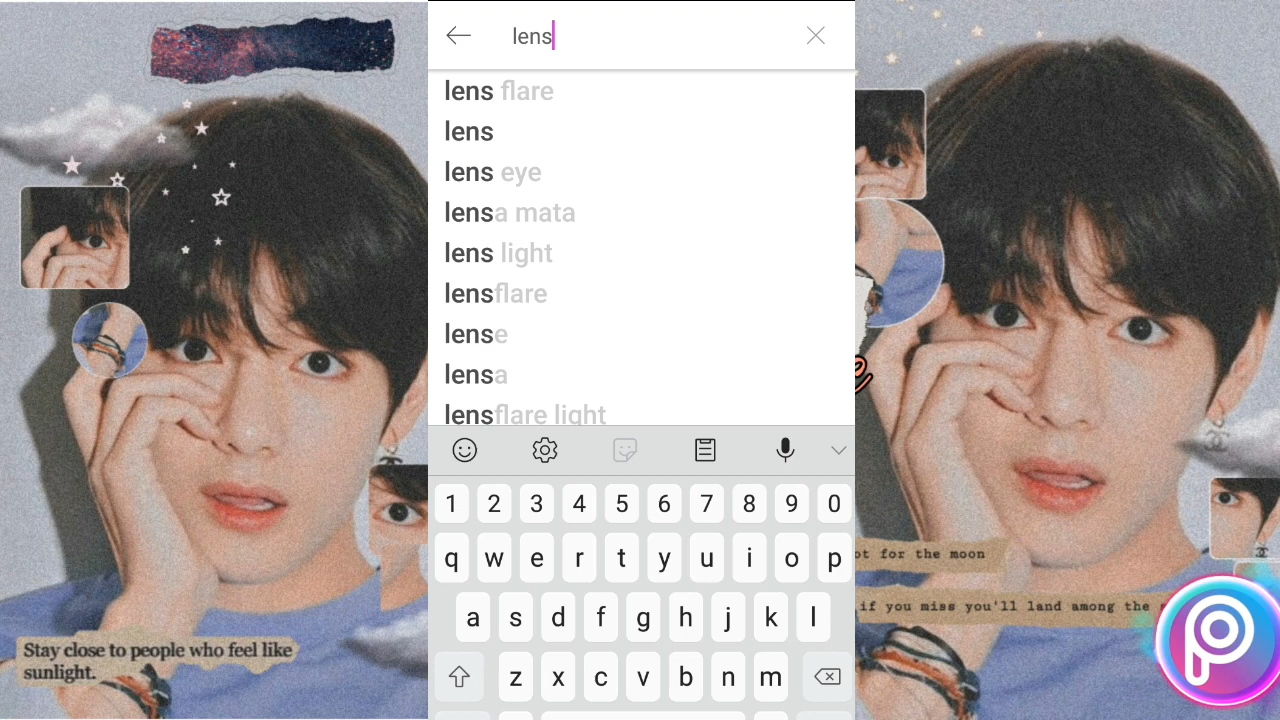 Stay close to people who feel like
sunlight.
lens
lens flare
lens
lens eye
lensa mata
lens light
lensflare
lense
lensa
lensflare light
1 2 3 4 5 6 7 8 9 0
q w e r t y u i o p
a s d f g h j k l
z x c v b n m
ot for the moon
if you miss you'll land among the